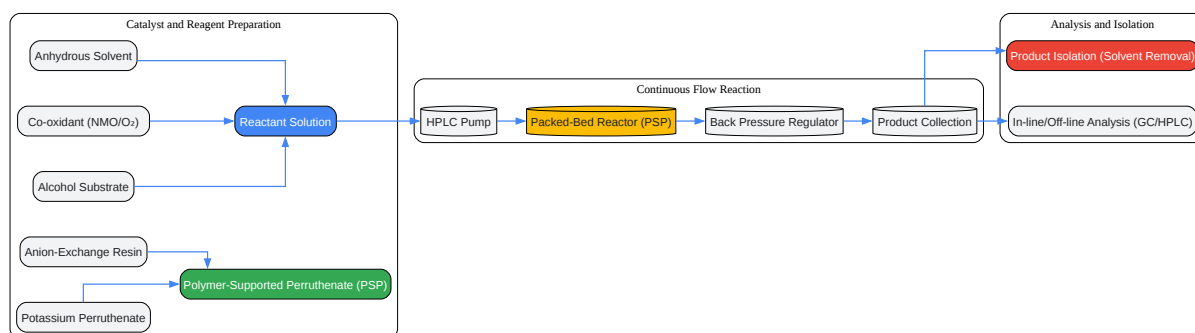 Catalyst and Reagent Preparation
Anhydrous Solvent
Co-oxidant (NMO/O₂)
Reactant Solution
Alcohol Substrate
Anion-Exchange Resin
Polymer-Supported Perruthenate (PSP)
Potassium Perruthenate
Continuous Flow Reaction
HPLC Pump
Packed-Bed Reactor (PSP)
Back Pressure Regulator
Product Collection
Analysis and Isolation
Product Isolation (Solvent Removal)
In-line/Off-line Analysis (GC/HPLC)